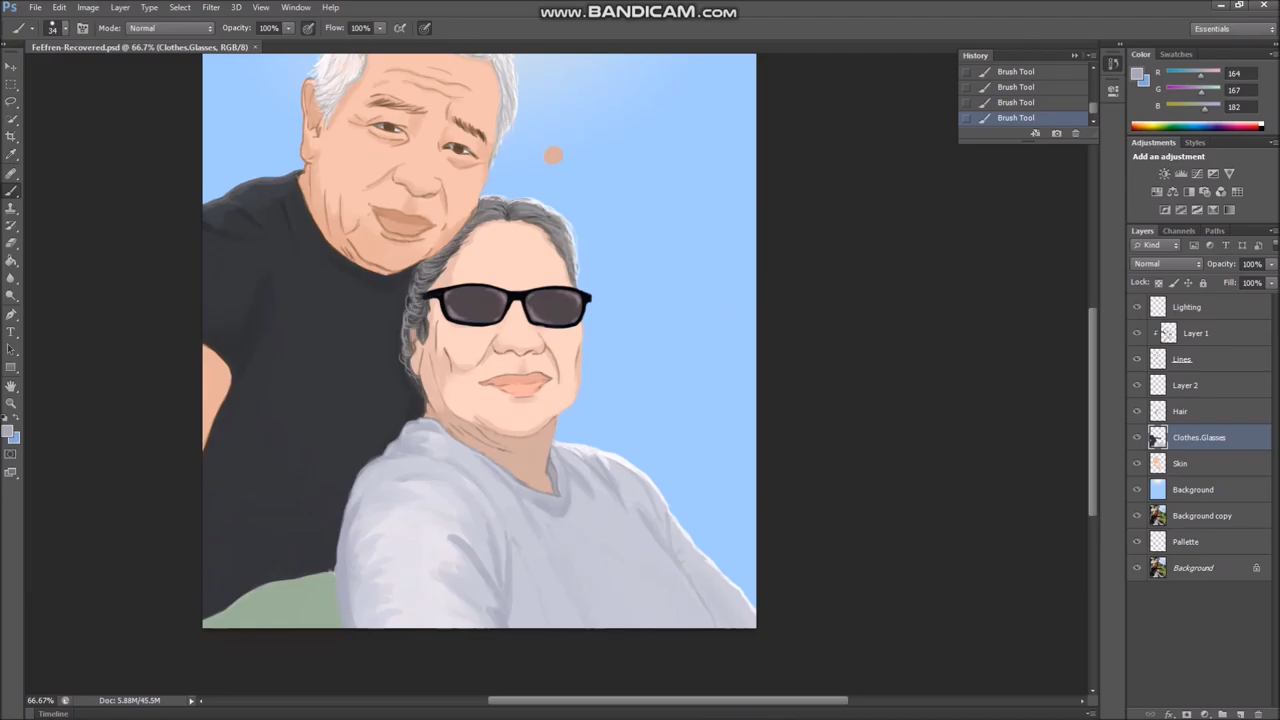 www.BANDICAM.com
Ps File Edit Image Layer Type Select Filter 3D View Window Help
34 Mode: Normal Opacity: 100% Flow: 100% Essentials
FeEfren-Recovered.psd @ 66.7% (Clothes.Glasses, RGB/8) ×
History
Brush Tool
Brush Tool
Brush Tool
Brush Tool
Color Swatches
R 164
G 167
B 182
Adjustments Styles
Add an adjustment
Layers Channels Paths
Kind
Normal Opacity: 100%
Lock: Fill: 100%
Lighting
Layer 1
Lines
Layer 2
Hair
Clothes.Glasses
Skin
Background
Background copy
Pallette
Background
66.67% Doc: 5.88M/45.5M
Timeline